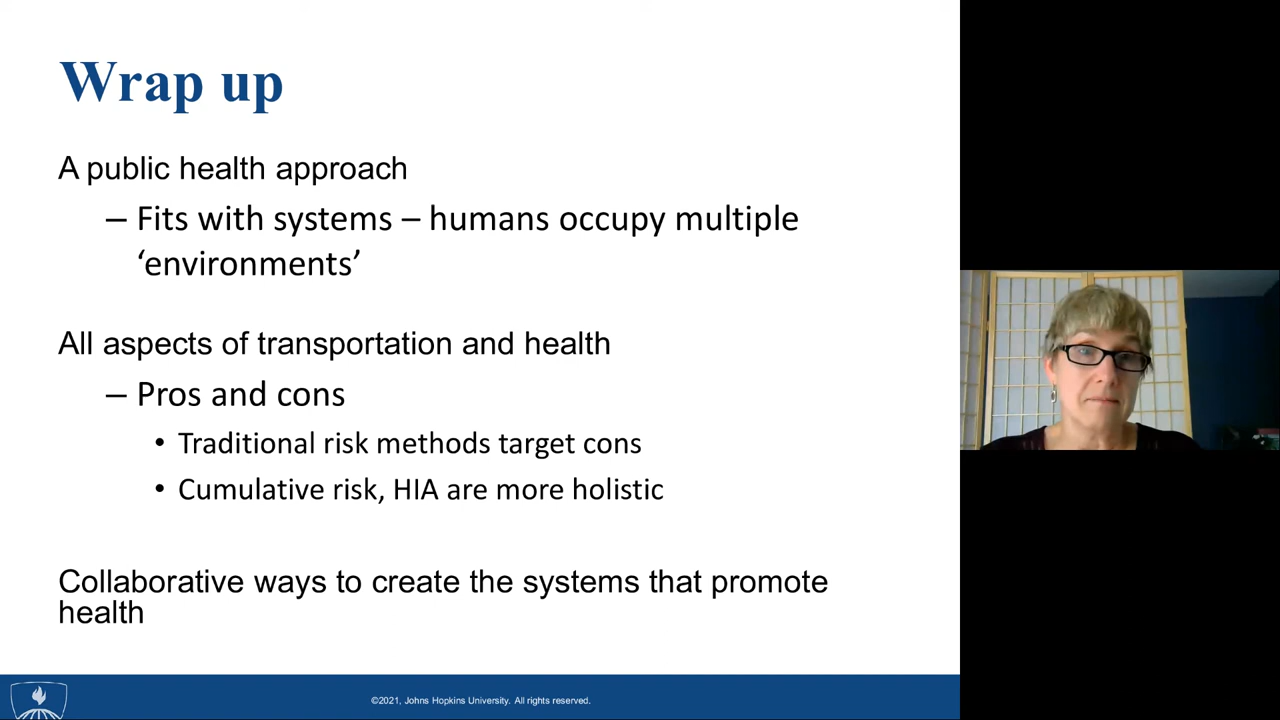 Wrap up
A public health approach
– Fits with systems – humans occupy multiple
‘environments’
All aspects of transportation and health
– Pros and cons
• Traditional risk methods target cons
• Cumulative risk, HIA are more holistic
Collaborative ways to create the systems that promote
health
©2021, Johns Hopkins University. All rights reserved.